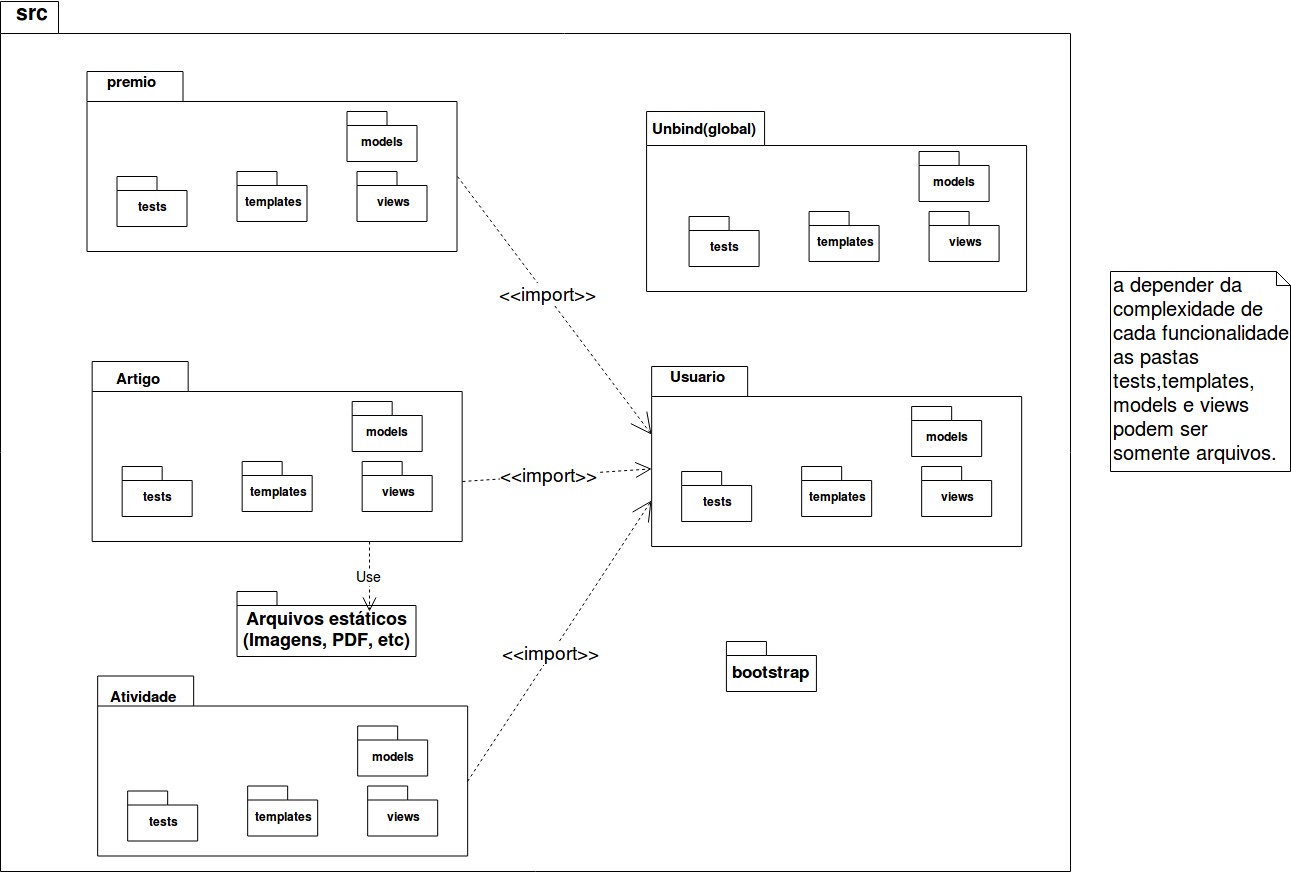 src
premio
models
tests
templates
views
Unbind(global)
models
tests
templates
views
<<import>>
Artigo
models
tests
templates
views
<<import>>
Usuario
models
tests
templates
views
Use
Arquivos estáticos
(Imagens, PDF, etc)
<<import>>
bootstrap
Atividade
models
tests
templates
views
a depender da
complexidade de
cada funcionalidade
as pastas
tests,templates,
models e views
podem ser
somente arquivos.